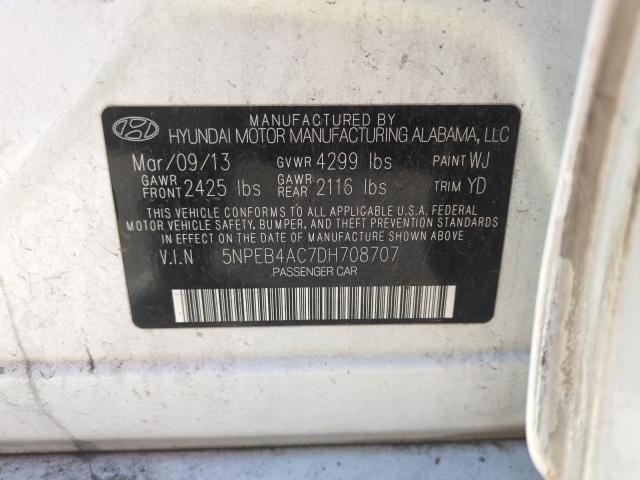 MANUFACTURED BY
HYUNDAI MOTOR MANUFACTURING ALABAMA, LLC
Mar/09/13 GVWR 4299 lbs PAINT WJ
GAWR FRONT 2425 lbs GAWR REAR 2116 lbs TRIM YD
THIS VEHICLE CONFORMS TO ALL APPLICABLE U.S.A. FEDERAL
MOTOR VEHICLE SAFETY, BUMPER, AND THEFT PREVENTION STANDARDS
IN EFFECT ON THE DATE OF MANUFACTURE SHOWN ABOVE
V.I.N 5NPEB4AC7DH708707
PASSENGER CAR